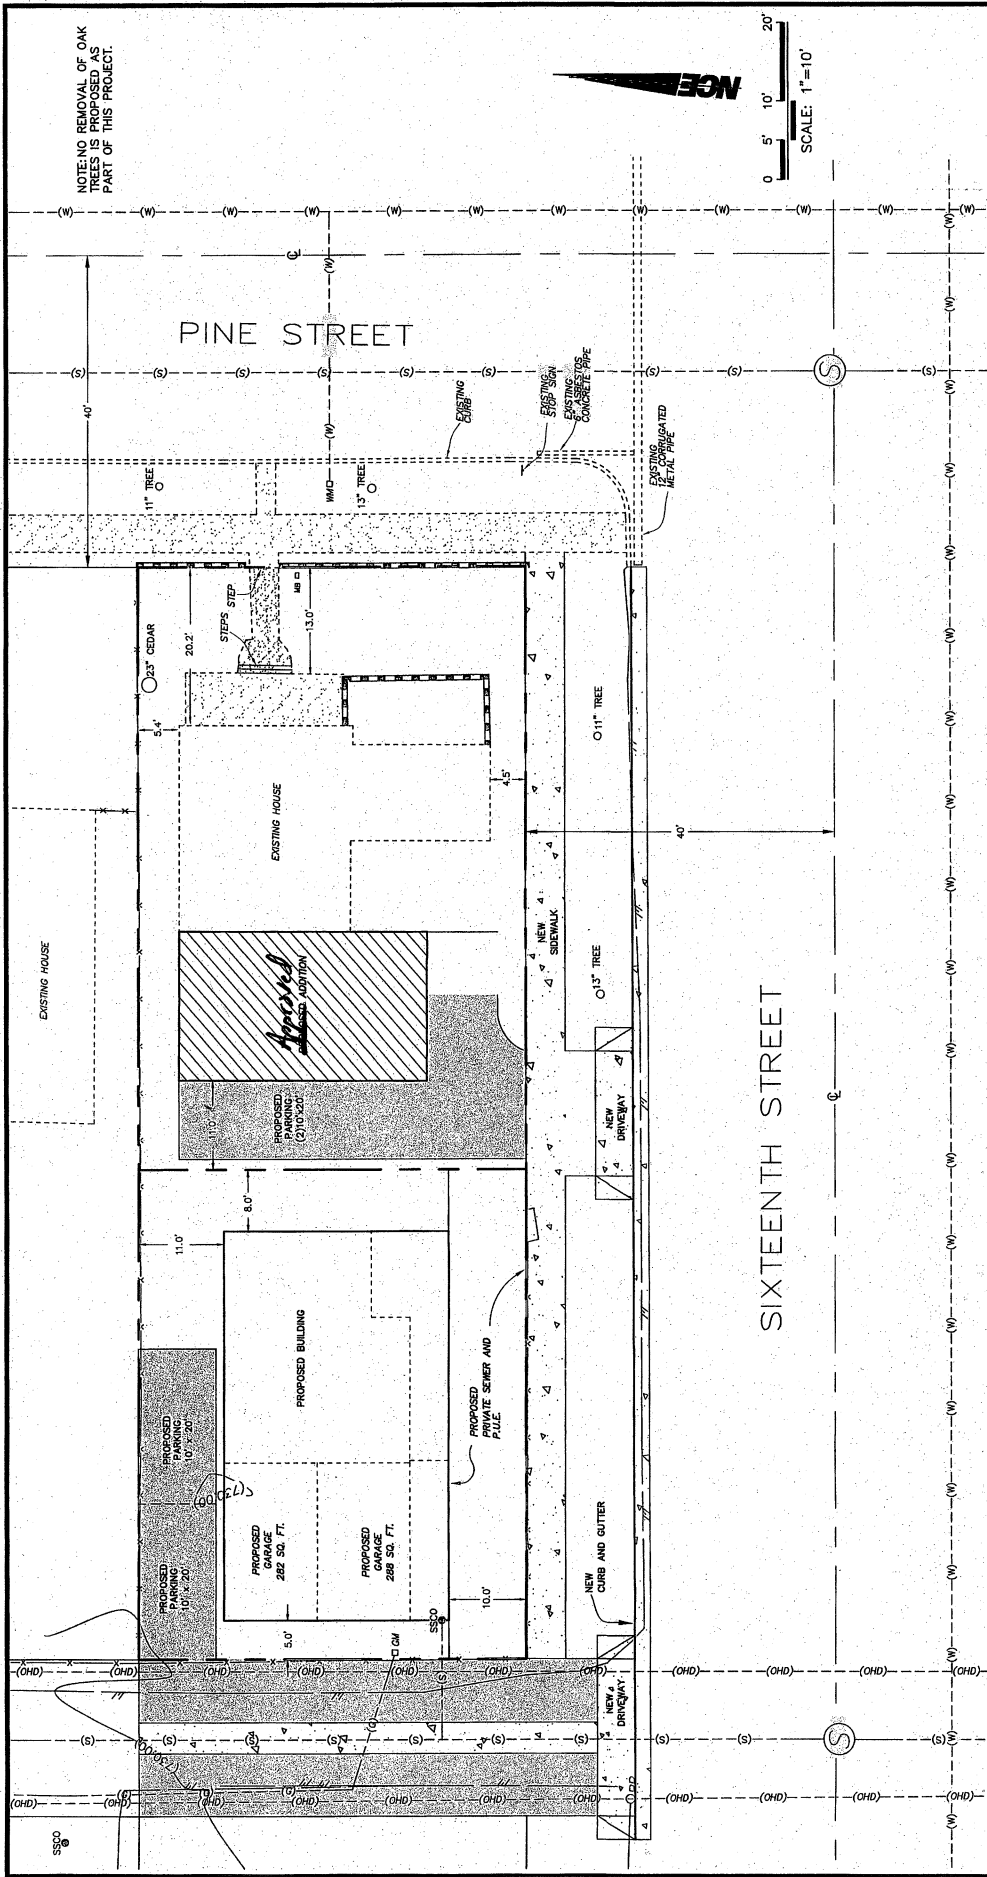 NOTE: NO REMOVAL OF OAK
TREES IS PROPOSED AS
PART OF THIS PROJECT.
NCE
0 5' 10' 20'
SCALE: 1"=10'
PINE STREET
40'
11" TREE
WM
13" TREE
EXISTING
CURB
EXISTING
STOP SIGN
EXISTING
6" ASBESTOS
CONCRETE PIPE
EXISTING
12" CORRUGATED
METAL PIPE
23" CEDAR
20.2'
STEPS
STEP
MB
13.0'
5.4'
4.5'
EXISTING HOUSE
EXISTING HOUSE
11" TREE
40'
NEW
SIDEWALK
13" TREE
Approved
ADDITION
11.0'
PROPOSED
PARKING
(2)10'x20'
NEW
DRIVEWAY
SIXTEENTH STREET
8.0'
11.0'
PROPOSED BUILDING
PROPOSED
PRIVATE SEWER AND
P.U.E.
PROPOSED
PARKING
10' x 20'
(730.00)
PROPOSED
PARKING
10' x 20'
PROPOSED
GARAGE
282 SQ. FT.
PROPOSED
GARAGE
288 SQ. FT.
NEW
CURB AND GUTTER
10.0'
5.0'
SSCO
GM
NEW
DRIVEWAY
(730.00)
SSCO
(W)
(S)
(OHD)
(G)
S
S